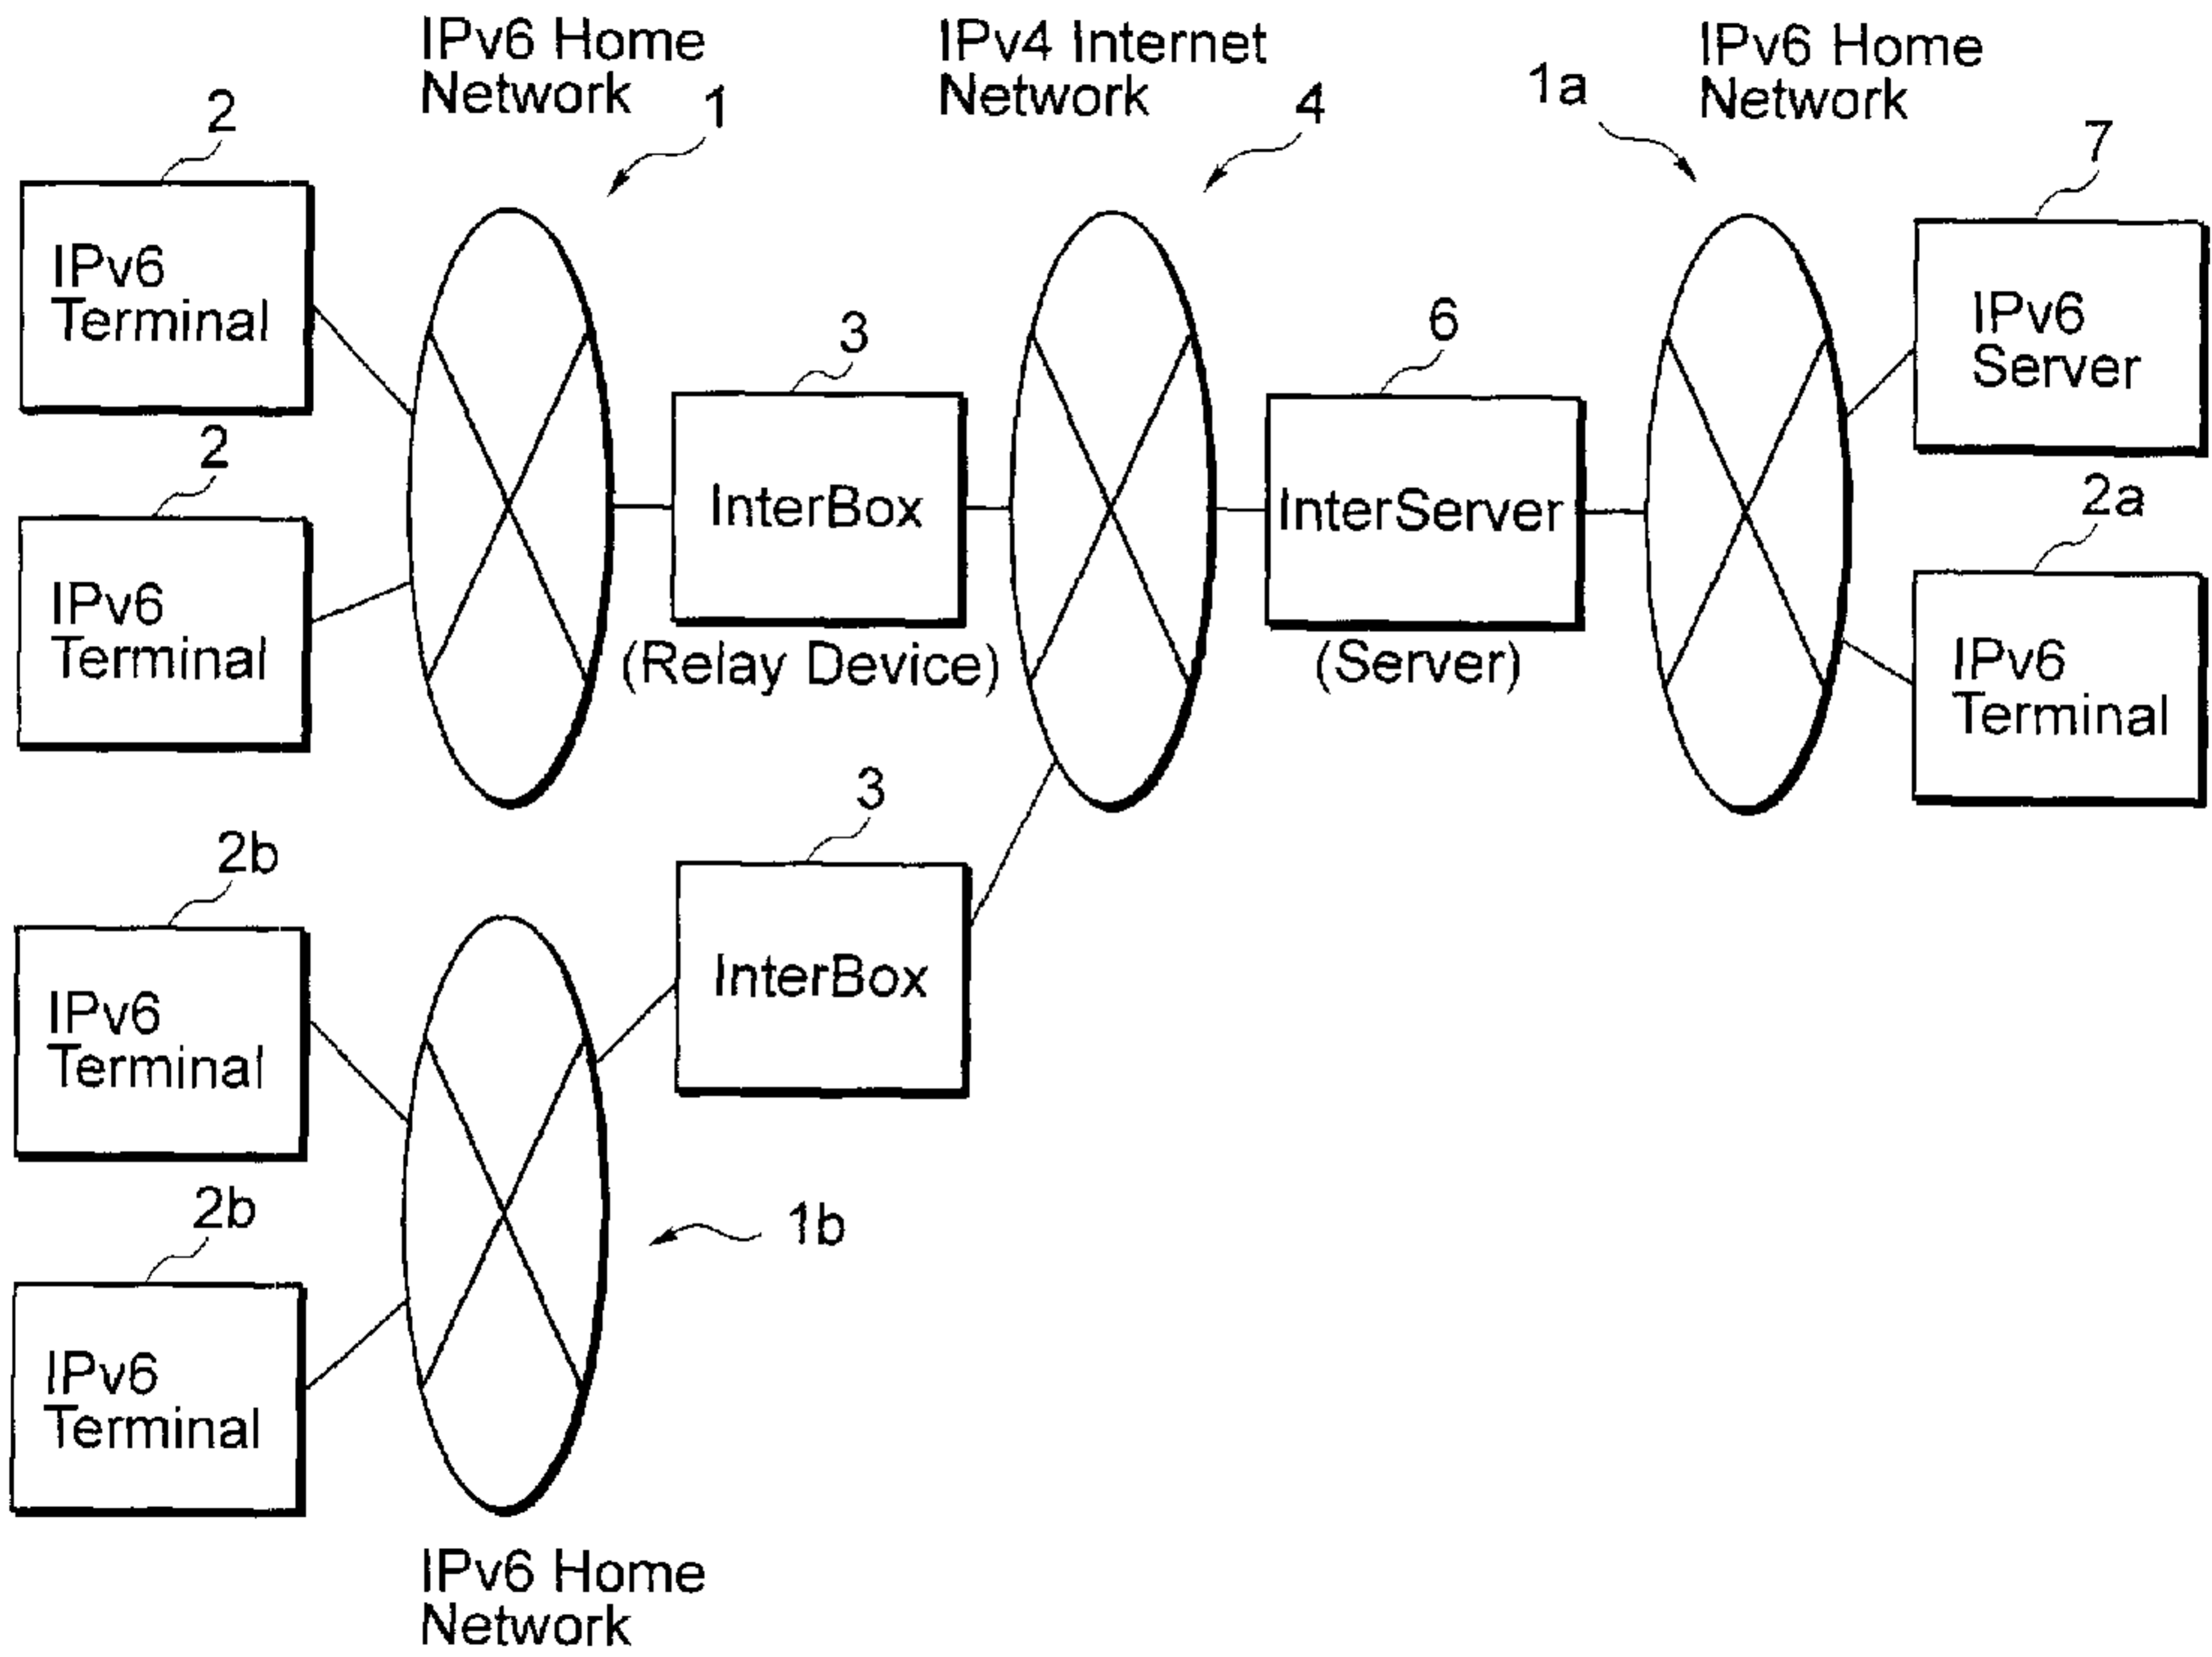 IPv6 Home
Network
1
IPv4 Internet
Network
4
1a
IPv6 Home
Network
2
IPv6
Terminal
7
IPv6
Server
3
InterBox
(Relay Device)
6
InterServer
(Server)
2
IPv6
Terminal
2a
IPv6
Terminal
3
InterBox
2b
IPv6
Terminal
2b
IPv6
Terminal
1b
IPv6 Home
Network